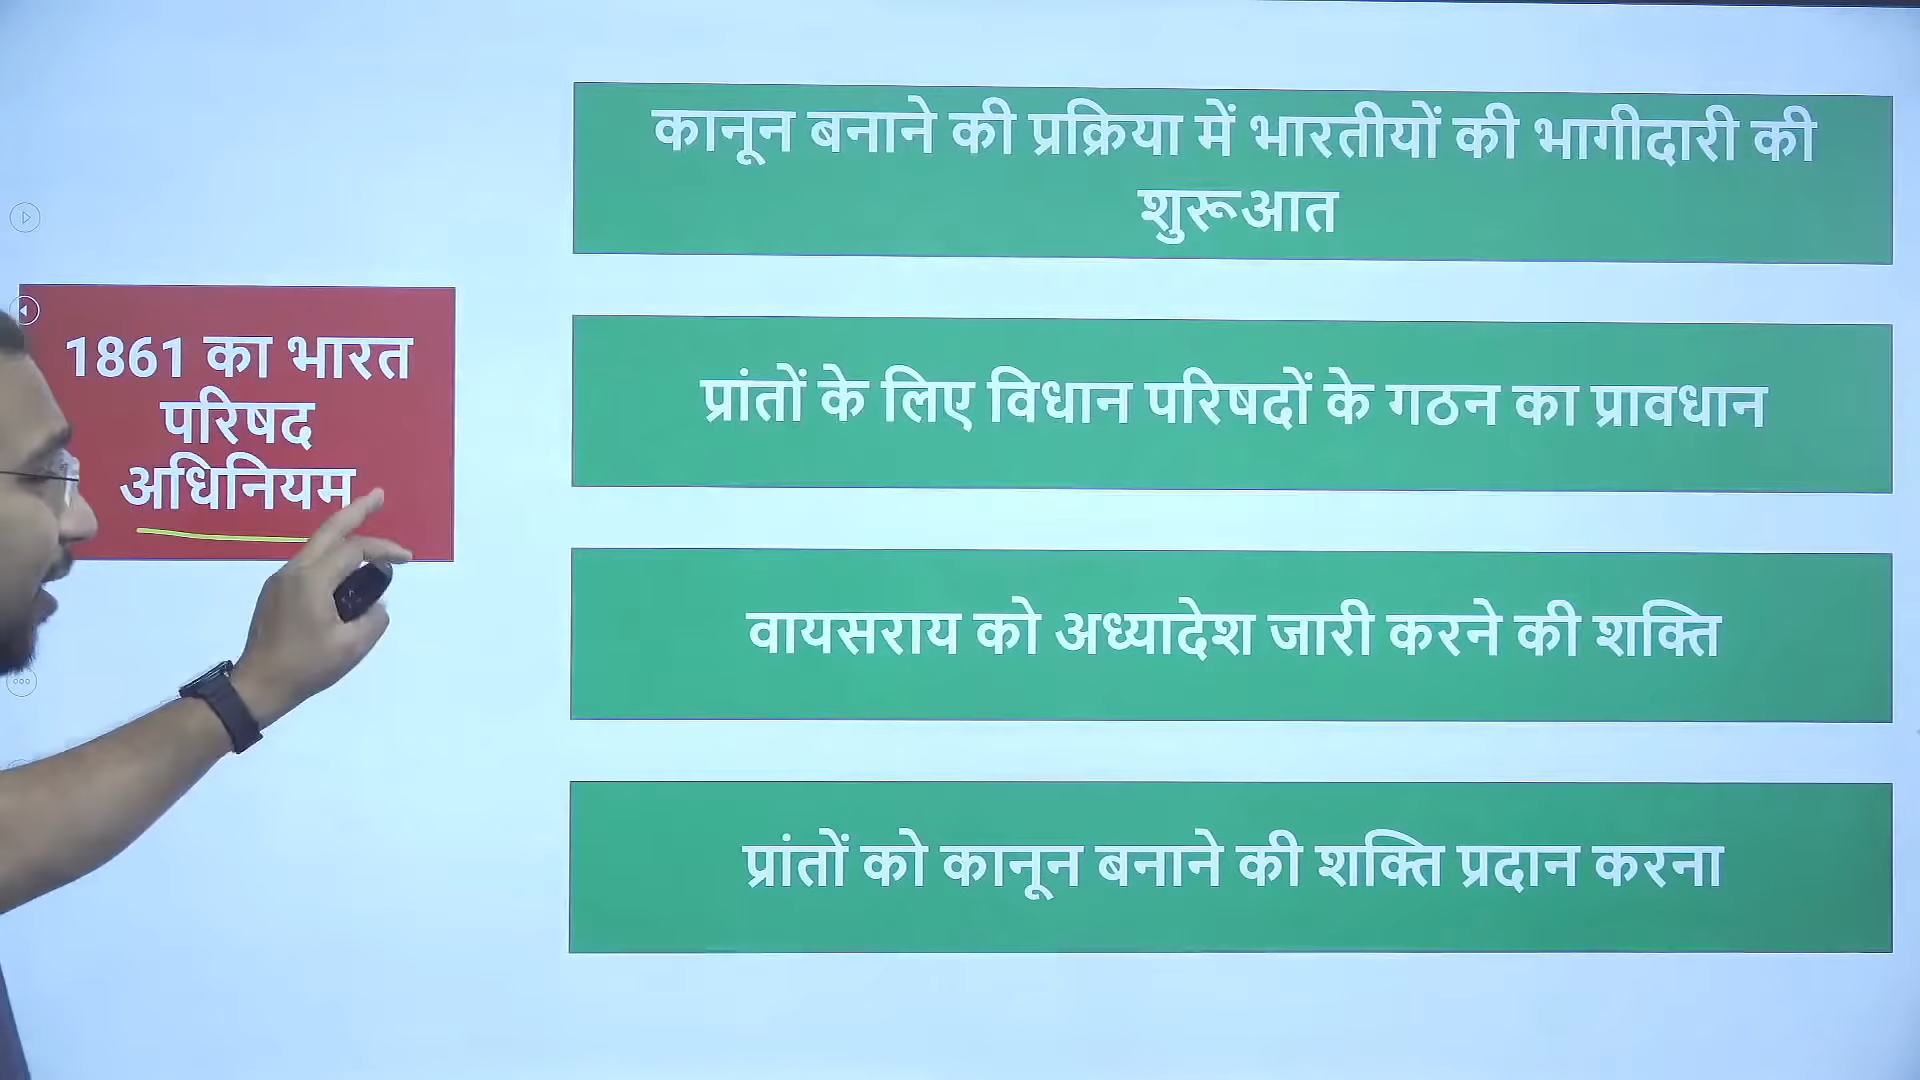 कानून बनाने की प्रक्रिया में भारतीयों की भागीदारी की
शुरूआत
1861 का भारत
परिषद
अधिनियम
प्रांतों के लिए विधान परिषदों के गठन का प्रावधान
वायसराय को अध्यादेश जारी करने की शक्ति
प्रांतों को कानून बनाने की शक्ति प्रदान करना